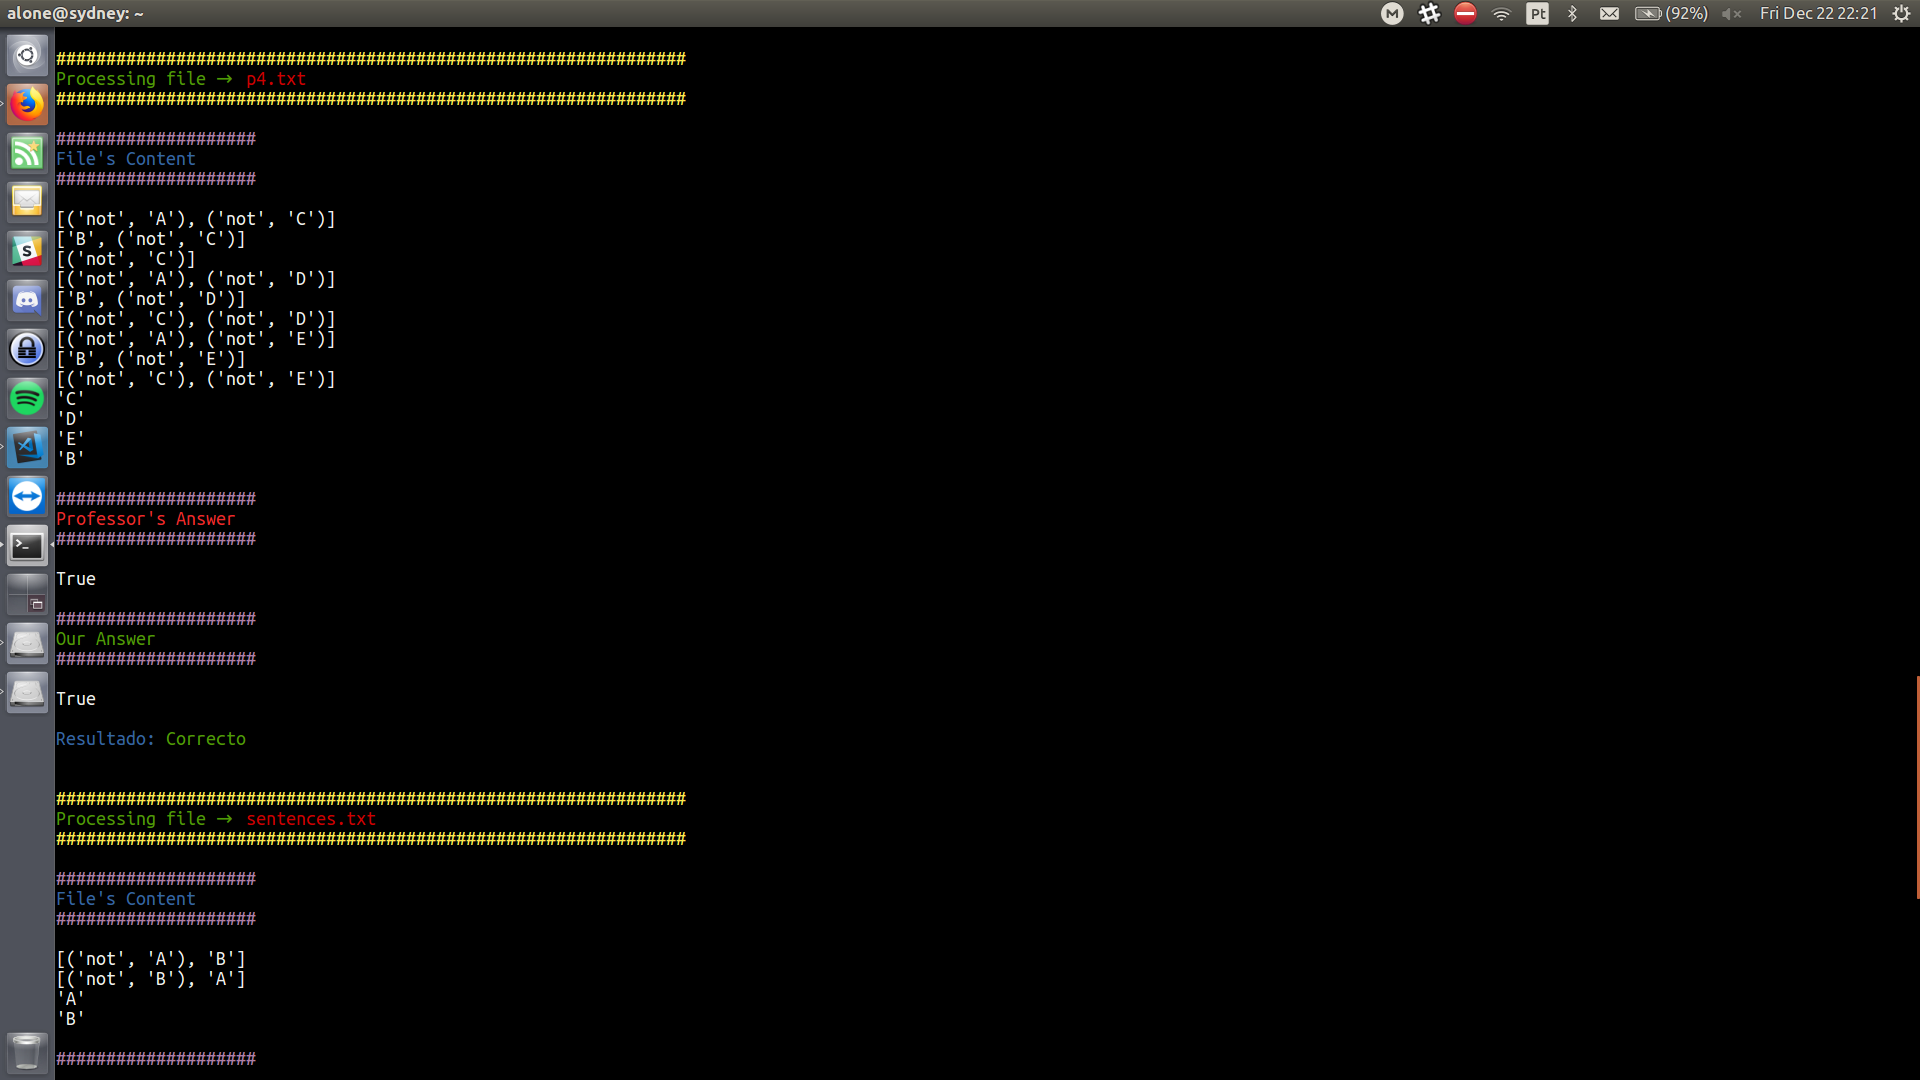 alone@sydney: ~
M
Pt
(92%)
Fri Dec 22 22:21
###############################################################
Processing file → p4.txt
###############################################################
####################
File's Content
####################
[('not', 'A'), ('not', 'C')]
['B', ('not', 'C')]
[('not', 'C')]
[('not', 'A'), ('not', 'D')]
['B', ('not', 'D')]
[('not', 'C'), ('not', 'D')]
[('not', 'A'), ('not', 'E')]
['B', ('not', 'E')]
[('not', 'C'), ('not', 'E')]
'C'
'D'
'E'
'B'
####################
Professor's Answer
####################
True
####################
Our Answer
####################
True
Resultado: Correcto
###############################################################
Processing file → sentences.txt
###############################################################
####################
File's Content
####################
[('not', 'A'), 'B']
[('not', 'B'), 'A']
'A'
'B'
####################